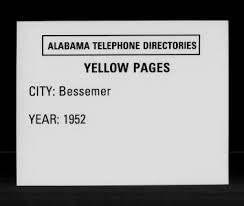 ALABAMA TELEPHONE DIRECTORIES
YELLOW PAGES
CITY: Bessemer
YEAR: 1952